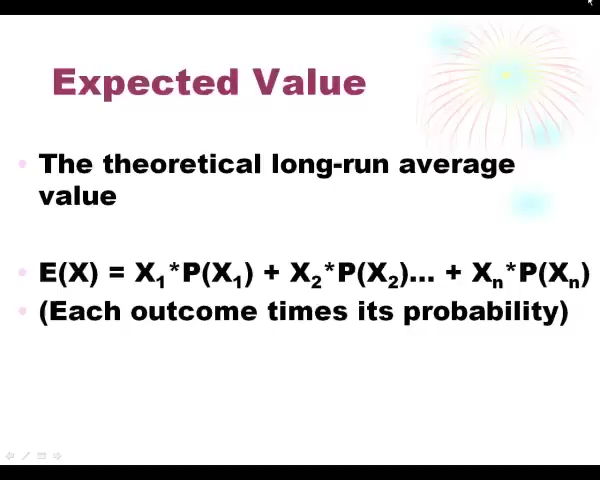 Expected Value
• The theoretical long-run average
value
• E(X) = X₁*P(X₁) + X₂*P(X₂)... + Xₙ*P(Xₙ)
• (Each outcome times its probability)